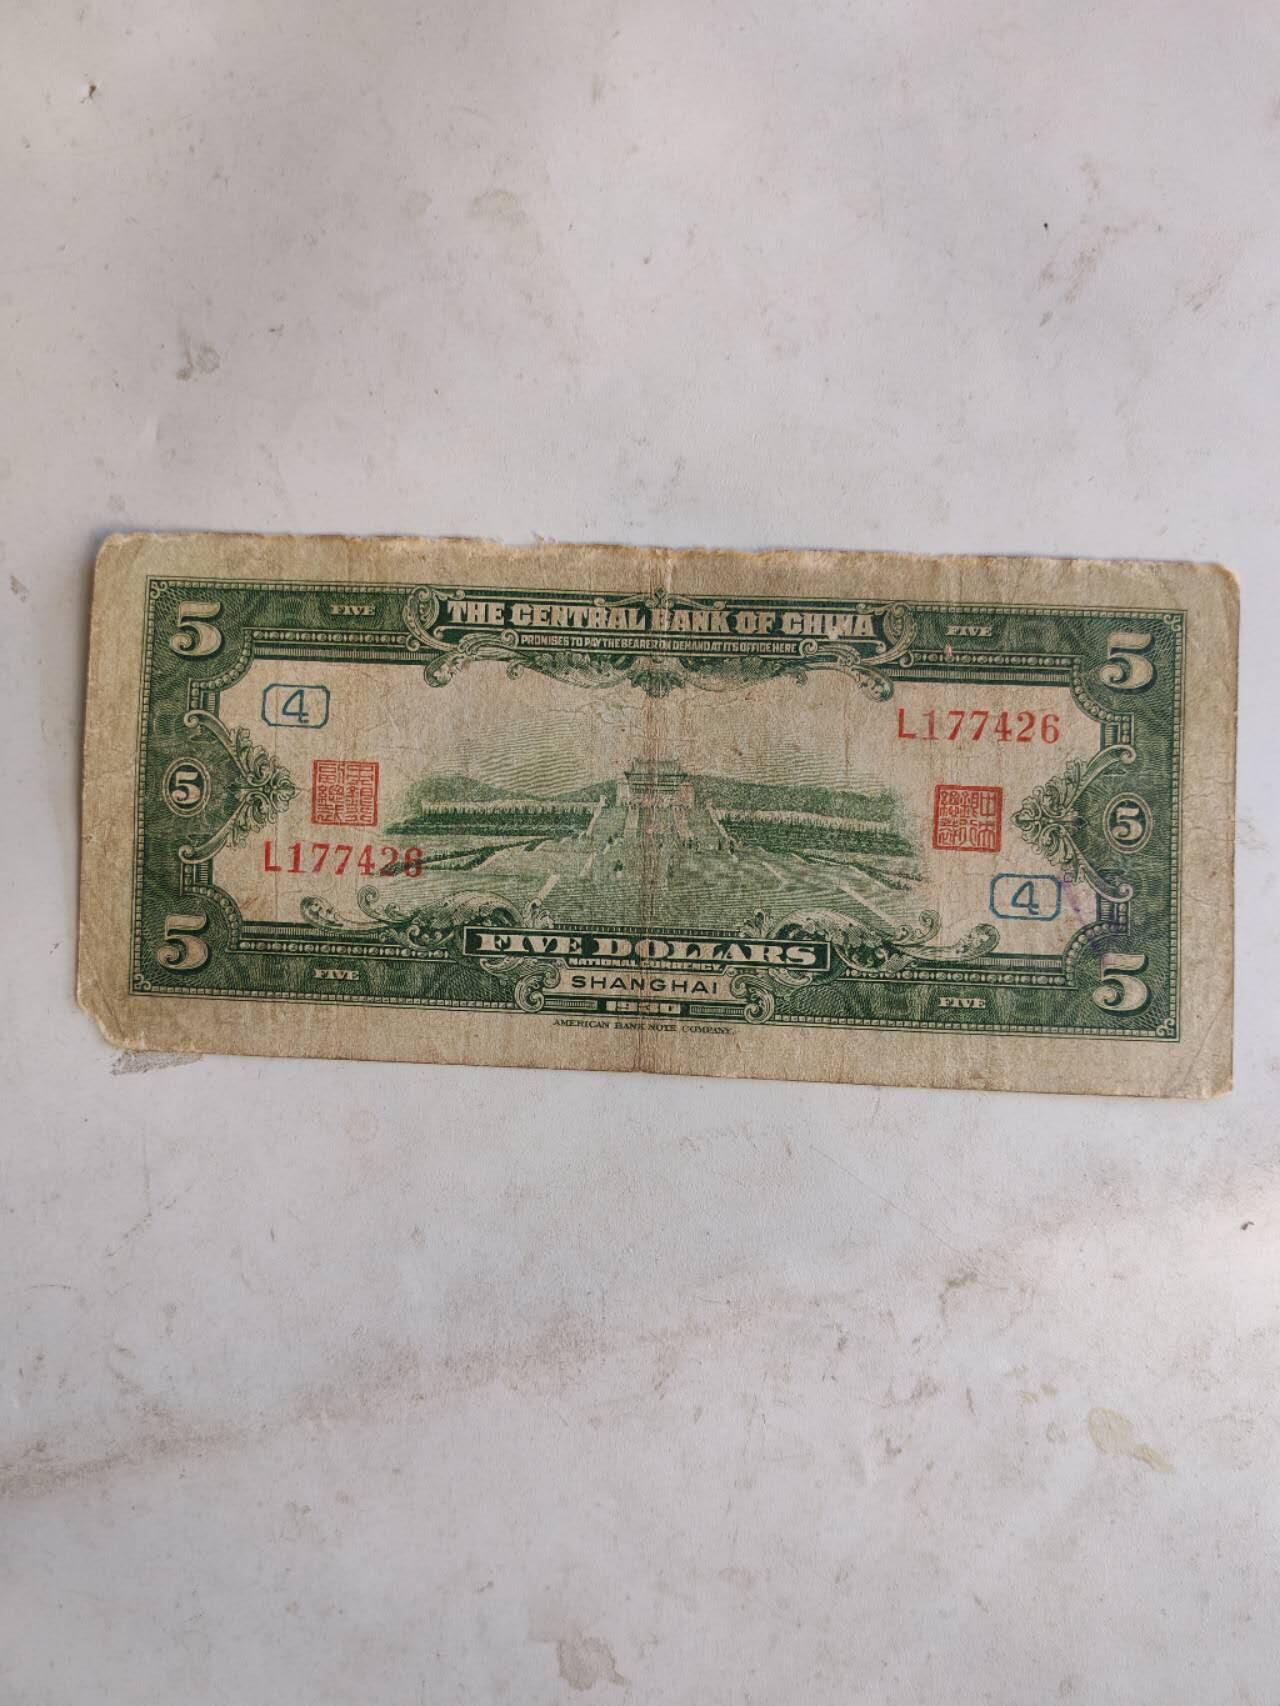 5 FIVE THE CENTRAL BANK OF CHINA FIVE 5
PROMISES TO PAY THE BEARER ON DEMAND AT ITS OFFICE HERE
4
L177426
5
5
L177426
4
5 FIVE DOLLARS 5
NATIONAL CURRENCY
FIVE SHANGHAI FIVE
1930
AMERICAN BANK NOTE COMPANY.